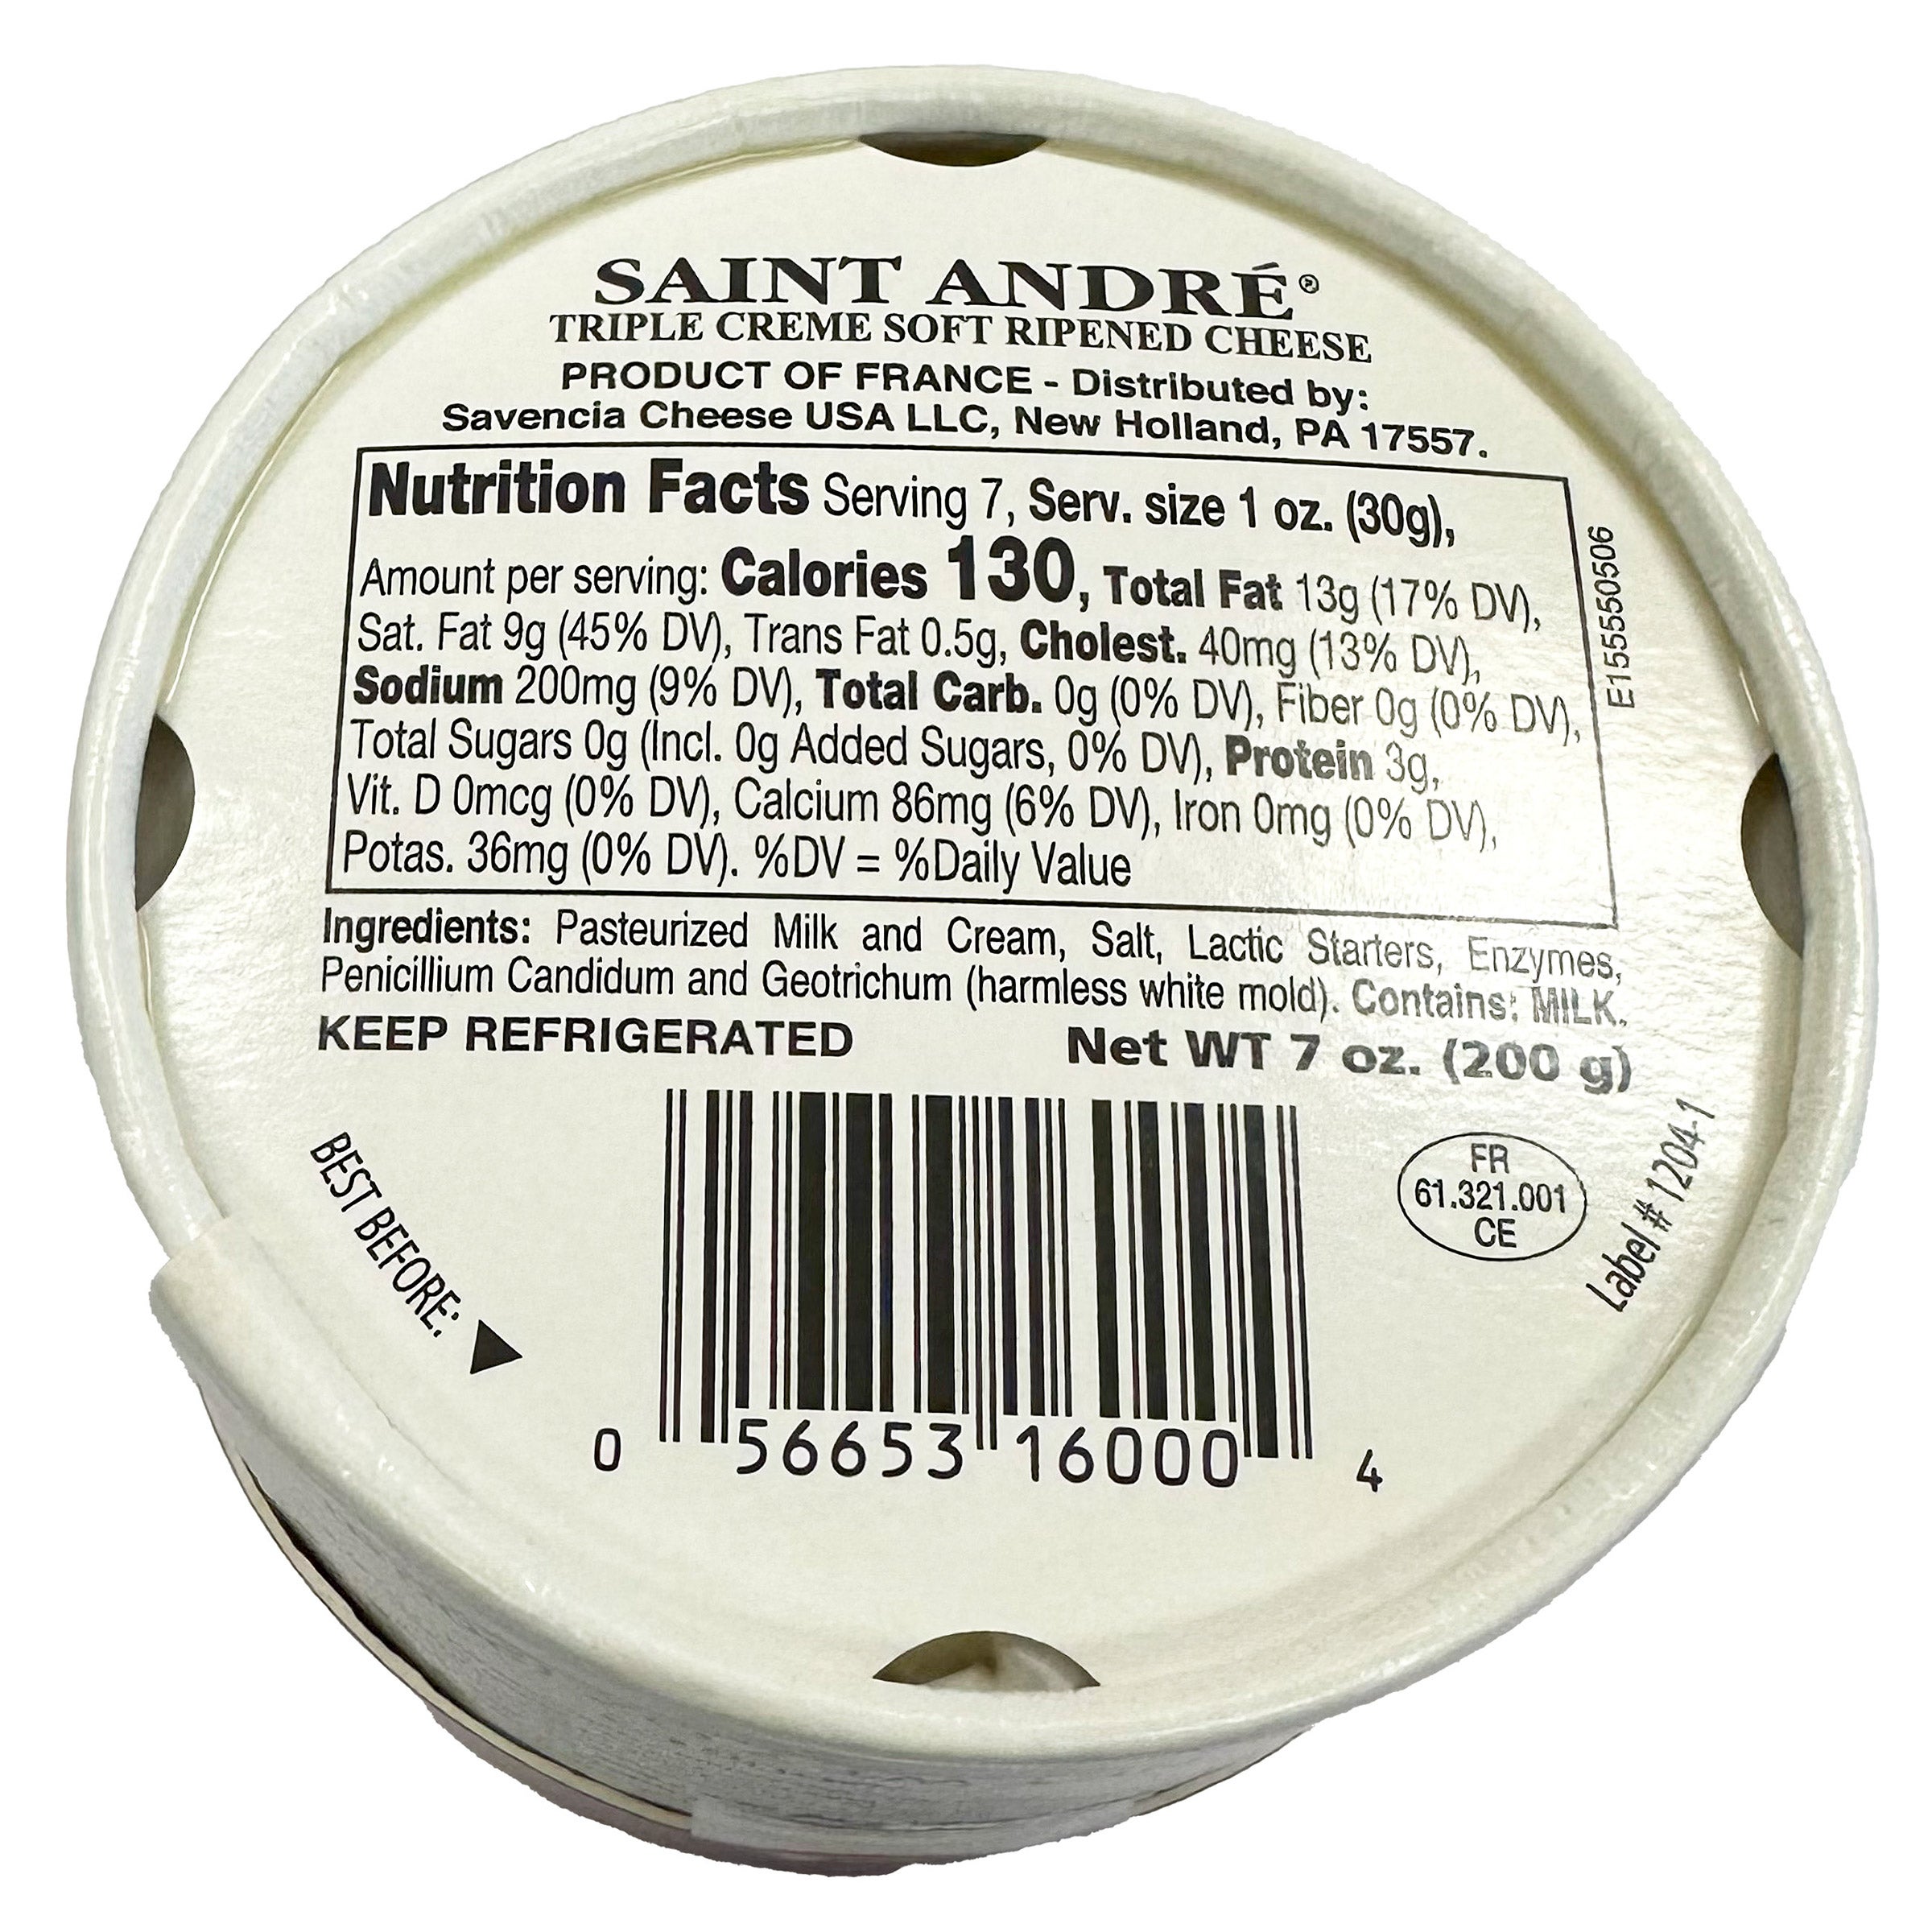 SAINT ANDRÉ®
TRIPLE CREME SOFT RIPENED CHEESE
PRODUCT OF FRANCE - Distributed by:
Savencia Cheese USA LLC, New Holland, PA 17557.
Nutrition Facts Serving 7, Serv. size 1 oz. (30g),
Amount per serving: Calories 130, Total Fat 13g (17% DV),
Sat. Fat 9g (45% DV), Trans Fat 0.5g, Cholest. 40mg (13% DV),
Sodium 200mg (9% DV), Total Carb. 0g (0% DV), Fiber 0g (0% DV),
Total Sugars 0g (Incl. 0g Added Sugars, 0% DV), Protein 3g,
Vit. D 0mcg (0% DV), Calcium 86mg (6% DV), Iron 0mg (0% DV),
Potas. 36mg (0% DV). %DV = %Daily Value
E155550506
Ingredients: Pasteurized Milk and Cream, Salt, Lactic Starters, Enzymes,
Penicillium Candidum and Geotrichum (harmless white mold). Contains: MILK.
KEEP REFRIGERATED Net WT 7 oz. (200 g)
BEST BEFORE:
FR
61.321.001
CE
Label # 1204-1
0 56653 16000 4